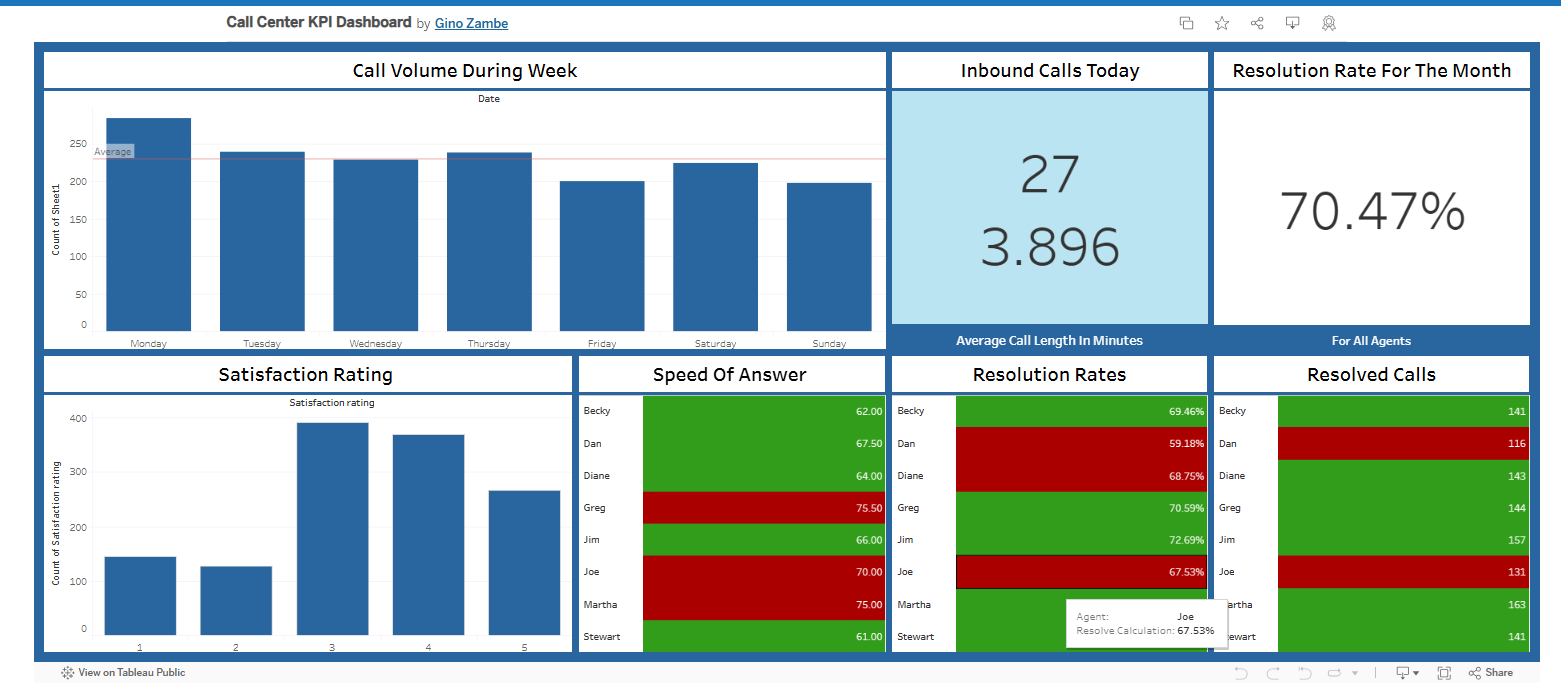 Call Center KPI Dashboard by Gino Zambe
Call Volume During Week
Date
Count of Sheet1
250
200
150
100
50
0
Average
Monday Tuesday Wednesday Thursday Friday Saturday Sunday
Inbound Calls Today
27
3.896
Average Call Length In Minutes
Resolution Rate For The Month
70.47%
For All Agents
Satisfaction Rating
Satisfaction rating
Count of Satisfaction rating
400
300
200
100
0
1 2 3 4 5
Speed Of Answer
Becky 62.00
Dan 67.50
Diane 64.00
Greg 75.50
Jim 66.00
Joe 70.00
Martha 75.00
Stewart 61.00
Resolution Rates
Becky 69.46%
Dan 59.18%
Diane 68.75%
Greg 70.59%
Jim 72.69%
Joe 67.53%
Martha
Stewart
Agent: Joe
Resolve Calculation: 67.53%
Resolved Calls
Becky 141
Dan 116
Diane 143
Greg 144
Jim 157
Joe 131
artha 163
ewart 141
View on Tableau Public
Share